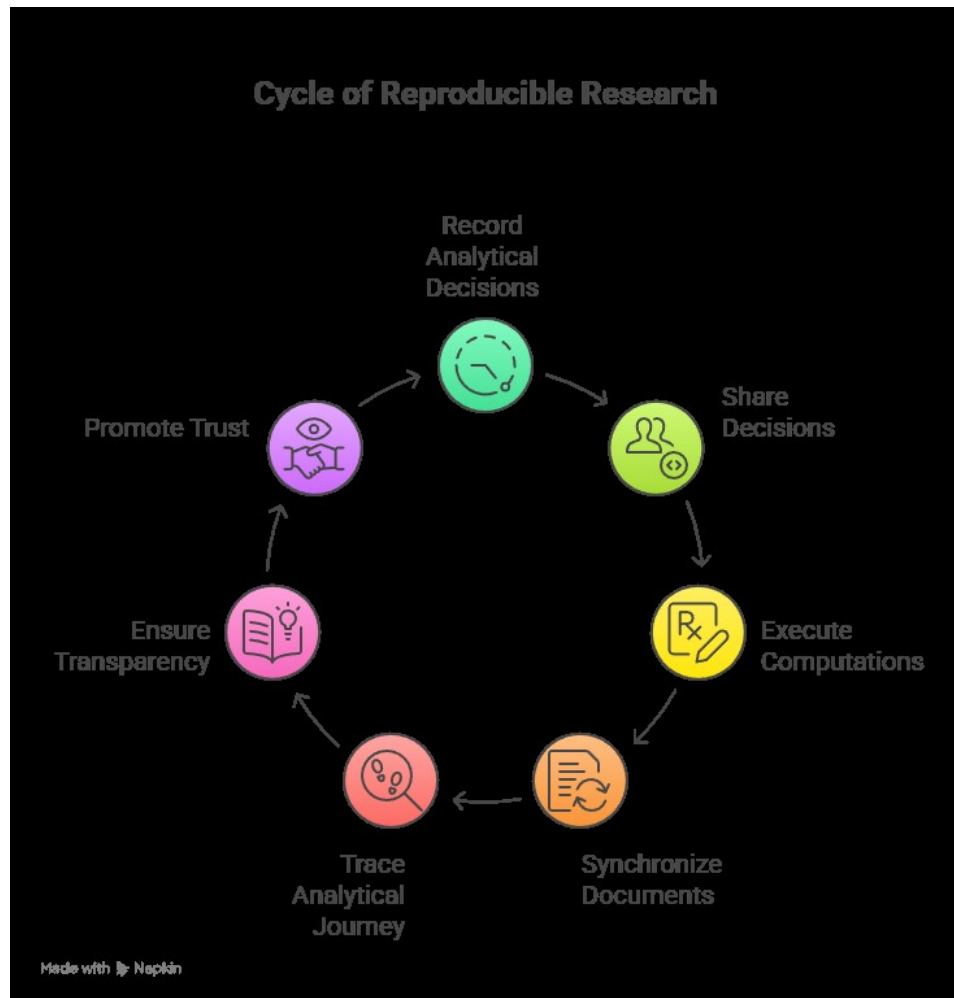 Cycle of Reproducible Research
Record
Analytical
Decisions
Share
Decisions
Execute
Computations
Synchronize
Documents
Trace
Analytical
Journey
Ensure
Transparency
Promote Trust
Made with Napkin